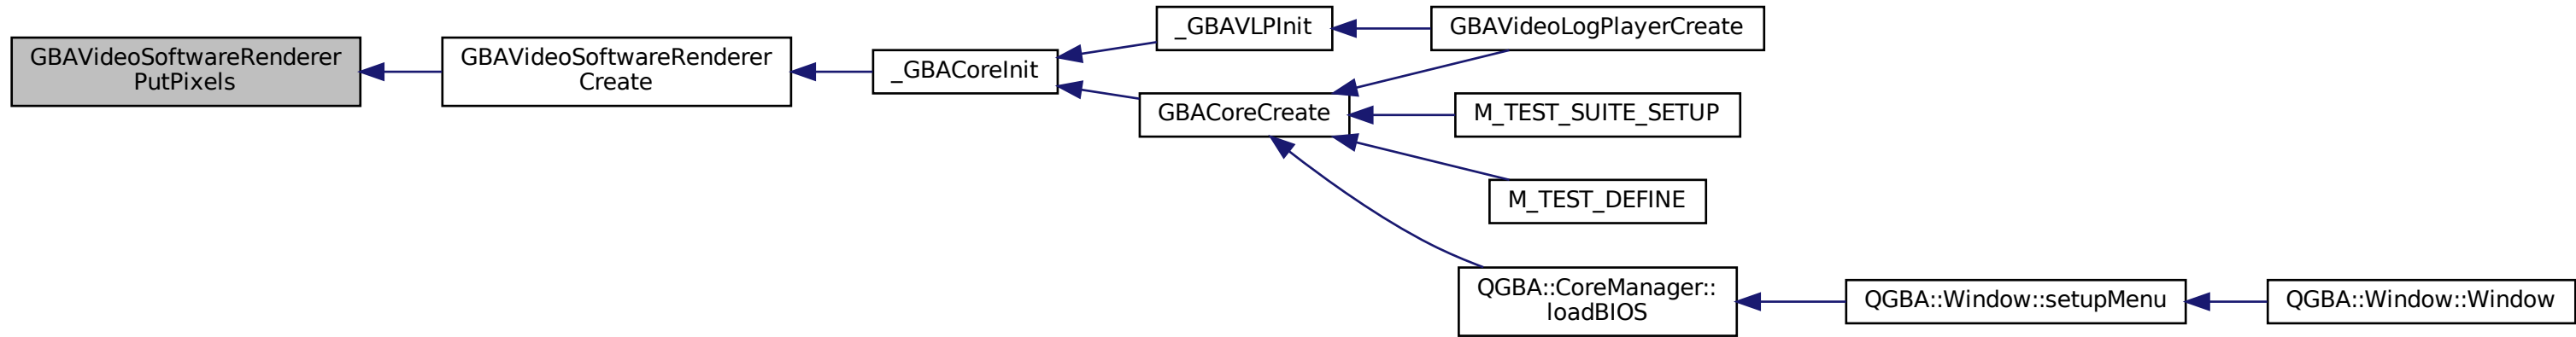 GBAVideoSoftwareRenderer
PutPixels
GBAVideoSoftwareRenderer
Create
_GBACoreInit
_GBAVLPInit
GBAVideoLogPlayerCreate
GBACoreCreate
M_TEST_SUITE_SETUP
M_TEST_DEFINE
QGBA::CoreManager::
loadBIOS
QGBA::Window::setupMenu
QGBA::Window::Window